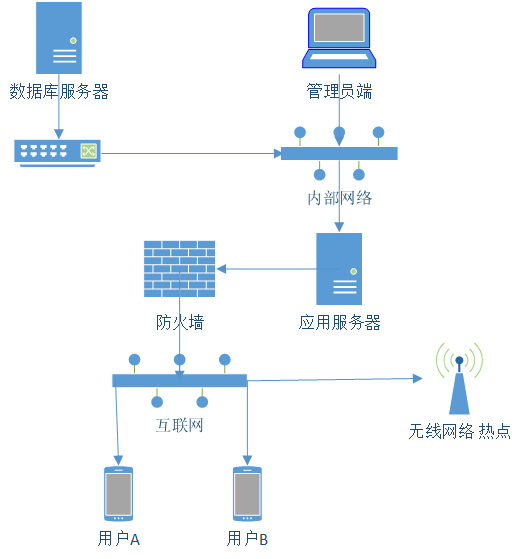 数据库服务器
管理员端
内部网络
防火墙
应用服务器
互联网
无线网络 热点
用户A
用户B